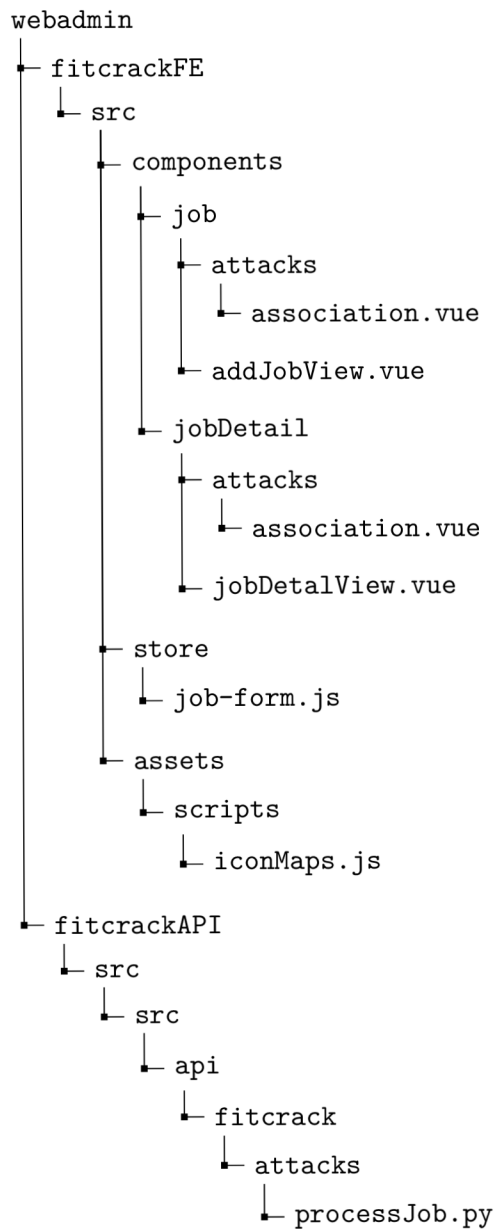 webadmin
fitcrackFE
src
components
job
attacks
association.vue
addJobView.vue
jobDetail
attacks
association.vue
jobDetalView.vue
store
job-form.js
assets
scripts
iconMaps.js
fitcrackAPI
src
src
api
fitcrack
attacks
processJob.py